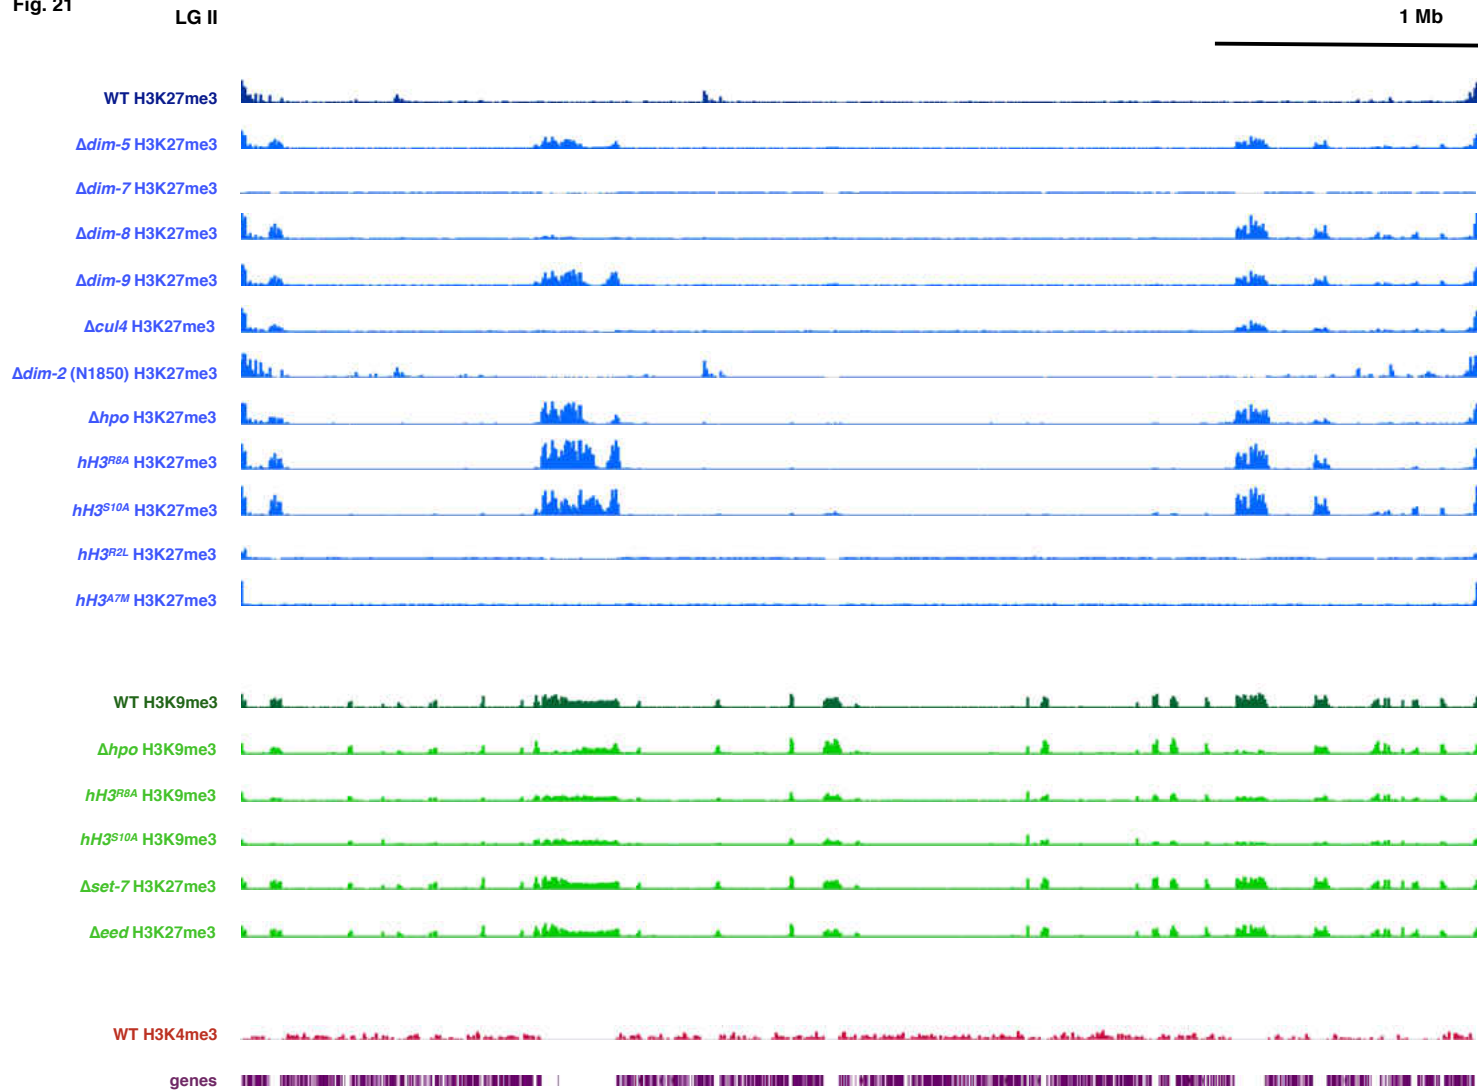 Fig. 21
LG II
1 Mb
WT H3K27me3
Δdim-5 H3K27me3
Δdim-7 H3K27me3
Δdim-8 H3K27me3
Δdim-9 H3K27me3
Δcul4 H3K27me3
Δdim-2 (N1850) H3K27me3
Δhpo H3K27me3
hH3R8A H3K27me3
hH3S10A H3K27me3
hH3R2L H3K27me3
hH3A7M H3K27me3
WT H3K9me3
Δhpo H3K9me3
hH3R8A H3K9me3
hH3S10A H3K9me3
Δset-7 H3K27me3
Δeed H3K27me3
WT H3K4me3
genes